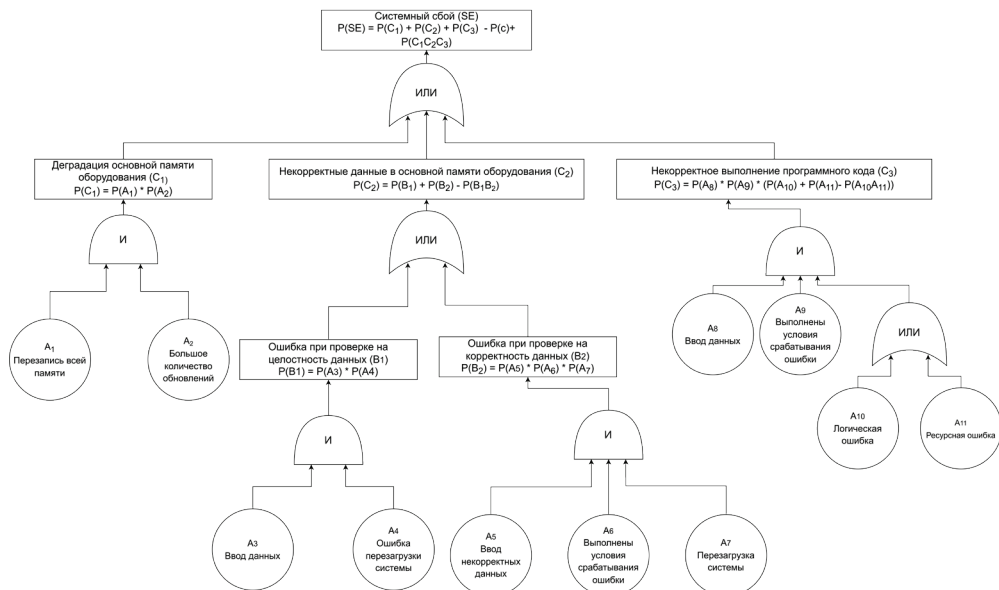 Системный сбой (SE)
P(SE) = P(C₁) + P(C₂) + P(C₃) - P(c)+
P(C₁C₂C₃)
ИЛИ
Деградация основной памяти
оборудования (C₁)
P(C₁) = P(A₁) * P(A₂)
Некорректные данные в основной памяти оборудования (C₂)
P(C₂) = P(B₁) + P(B₂) - P(B₁B₂)
Некорректное выполнение программного кода (C₃)
P(C₃) = P(A₈) * P(A₉) * (P(A₁₀) + P(A₁₁)- P(A₁₀A₁₁))
И
ИЛИ
И
A₁
Перезапись всей
памяти
A₂
Большое
количество
обновлений
A8
Ввод данных
A9
Выполнены
условия
срабатывания
ошибки
ИЛИ
Ошибка при проверке на
целостность данных (B1)
P(B1) = P(A3) * P(A4)
Ошибка при проверке на
корректность данных (B2)
P(B₂) = P(A5) * P(A₆) * P(A₇)
A10
Логическая
ошибка
A11
Ресурсная ошибка
И
И
A3
Ввод данных
A4
Ошибка
перезагрузки
системы
A5
Ввод
некорректных
данных
A6
Выполнены
условия
срабатывания
ошибки
A7
Перезагрузка
системы